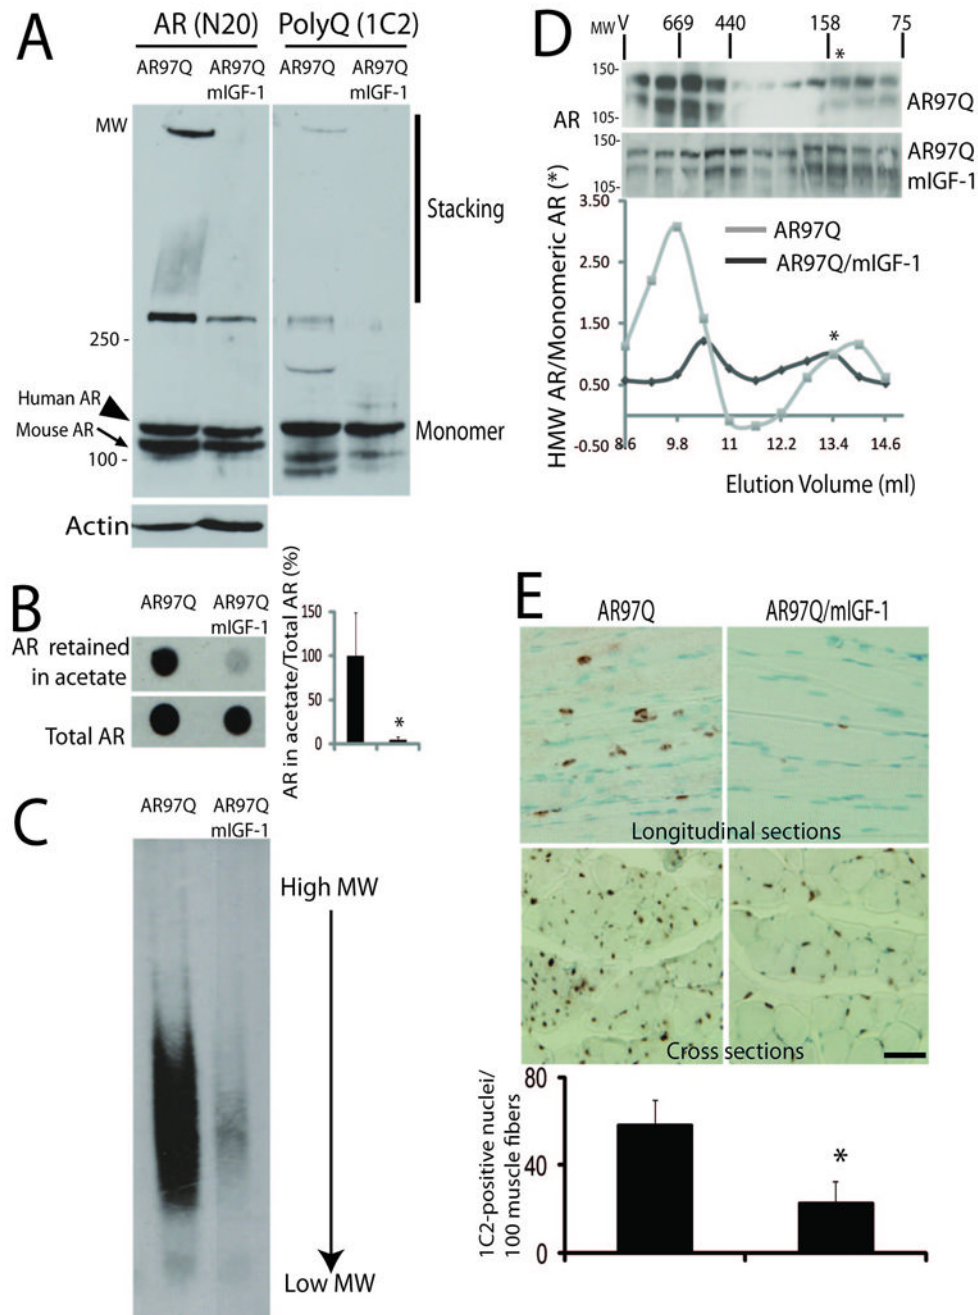 A
AR (N20)
PolyQ (1C2)
AR97Q
AR97Q
mIGF-1
AR97Q
AR97Q
mIGF-1
MW
Stacking
250 -
Human AR
Mouse AR
Monomer
100 -
Actin
B
AR97Q
AR97Q
mIGF-1
AR retained
in acetate
Total AR
AR in acetate/Total AR (%)
150
100
50
0
*
C
AR97Q
AR97Q
mIGF-1
High MW
Low MW
D
MW V 669 440 158 75
*
AR
150-
105-
AR97Q
150-
105-
AR97Q
mIGF-1
HMW AR/Monomeric AR (*)
3.50
2.50
1.50
0.50
-0.50
AR97Q
AR97Q/mIGF-1
*
8.6 9.8 11 12.2 13.4 14.6
Elution Volume (ml)
E
AR97Q
AR97Q/mIGF-1
Longitudinal sections
Cross sections
1C2-positive nuclei/
100 muscle fibers
80
40
0
*